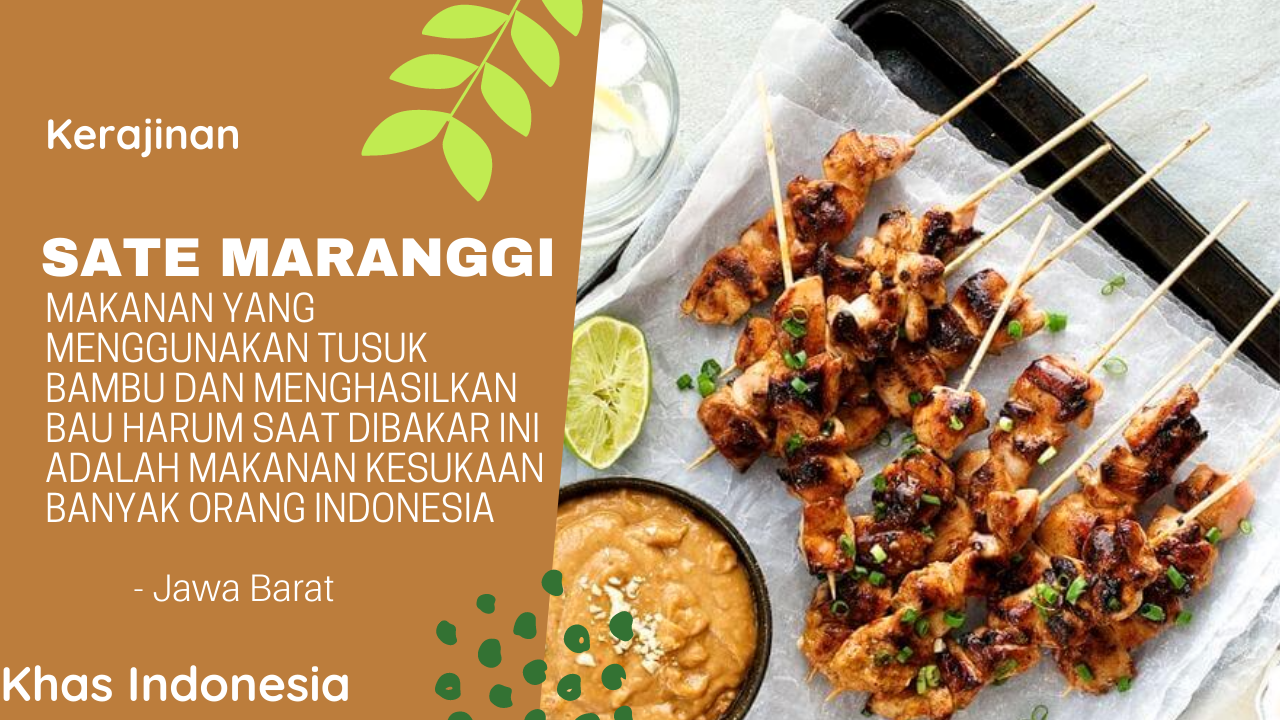 Kerajinan
SATE MARANGGI
MAKANAN YANG
MENGGUNAKAN TUSUK
BAMBU DAN MENGHASILKAN
BAU HARUM SAAT DIBAKAR INI
ADALAH MAKANAN KESUKAAN
BANYAK ORANG INDONESIA
- Jawa Barat
Khas Indonesia